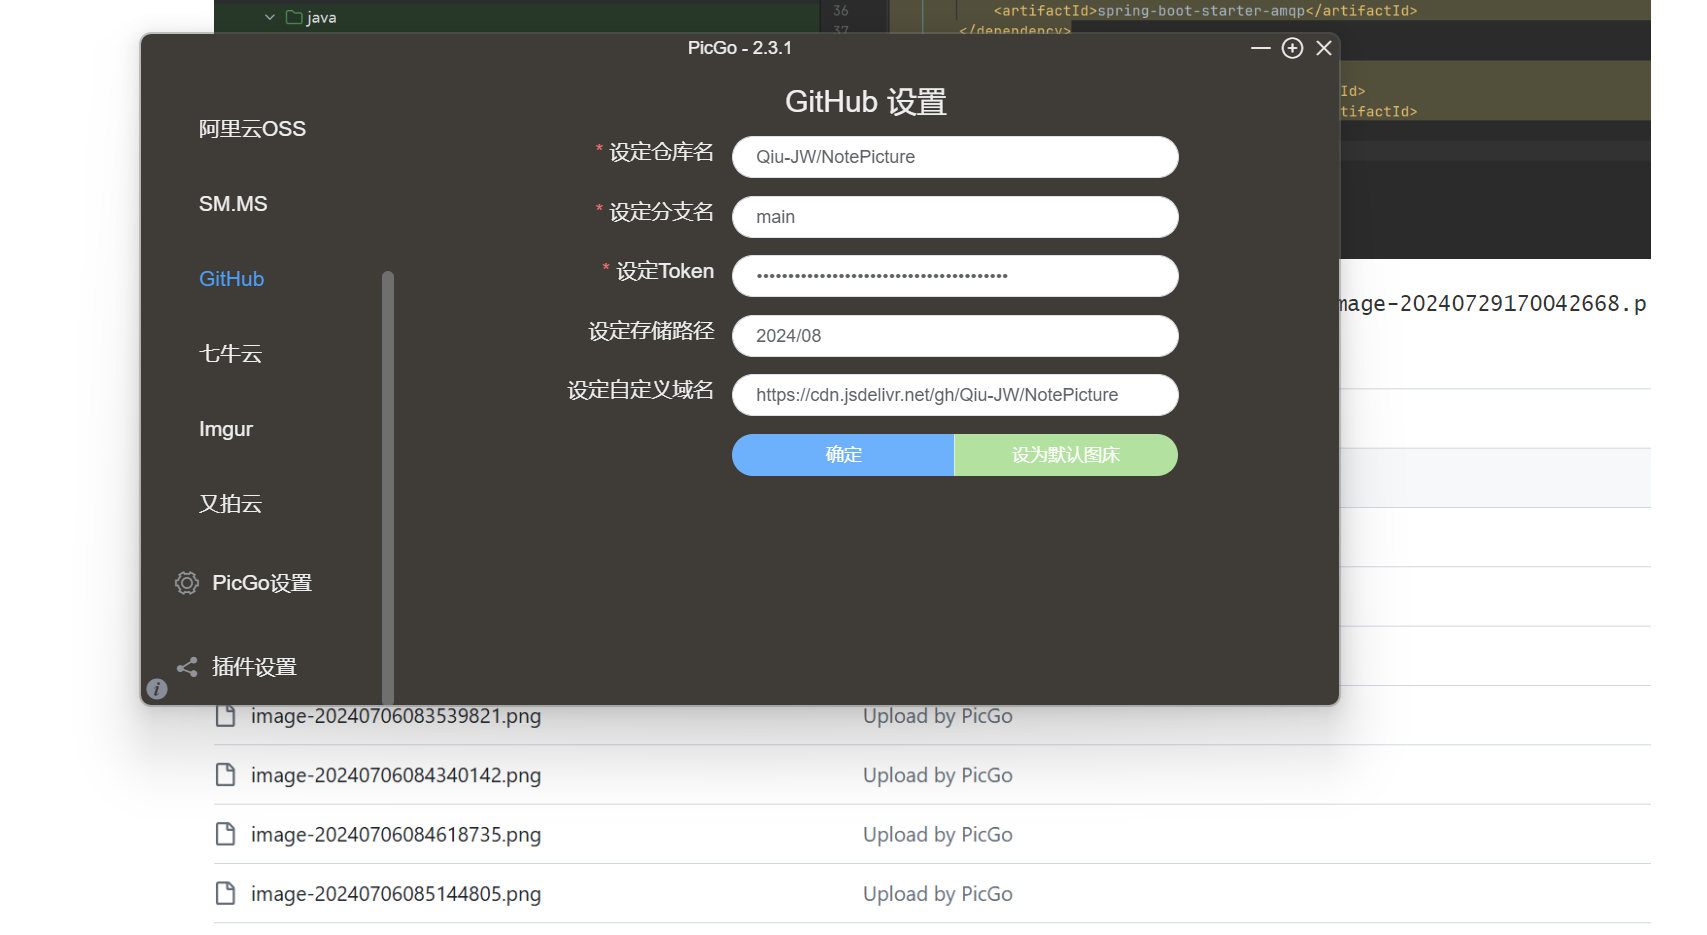 java
36 <artifactId>spring-boot-starter-amqp</artifactId>
37 </dependency>
PicGo - 2.3.1
Id>
tifactId>
GitHub 设置
阿里云OSS
* 设定仓库名 Qiu-JW/NotePicture
SM.MS
* 设定分支名 main
GitHub
* 设定Token ••••••••••••••••••••••••••••••••••••••••
mage-20240729170042668.p
设定存储路径 2024/08
七牛云
设定自定义域名 https://cdn.jsdelivr.net/gh/Qiu-JW/NotePicture
Imgur
确定 设为默认图床
又拍云
PicGo设置
插件设置
i
image-20240706083539821.png Upload by PicGo
image-20240706084340142.png Upload by PicGo
image-20240706084618735.png Upload by PicGo
image-20240706085144805.png Upload by PicGo